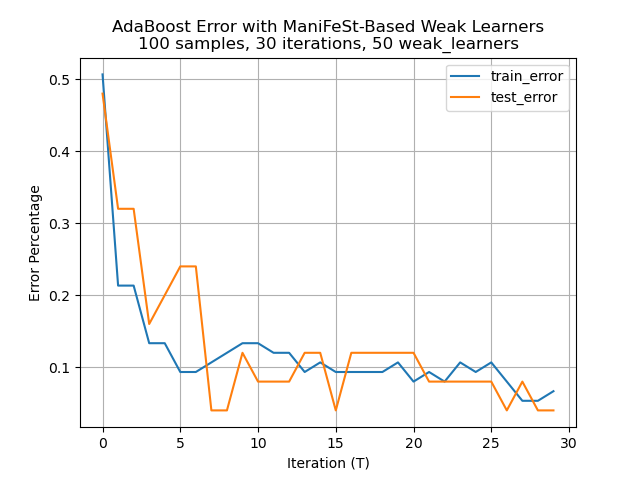 AdaBoost Error with ManiFeSt-Based Weak Learners
100 samples, 30 iterations, 50 weak_learners
train_error
test_error
Error Percentage
0.5
0.4
0.3
0.2
0.1
0 5 10 15 20 25 30
Iteration (T)